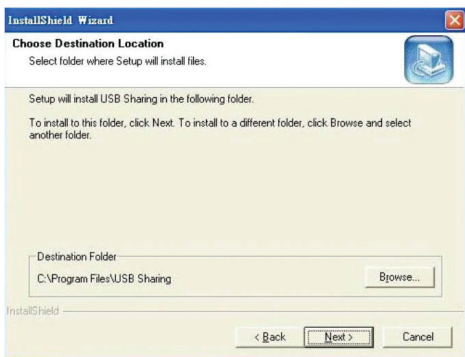 InstallShield Wizard
Choose Destination Location
Select folder where Setup will install files.
Setup will install USB Sharing in the following folder.
To install to this folder, click Next. To install to a different folder, click Browse and select
another folder.
Destination Folder
C:\Program Files\USB Sharing
Browse...
InstallShield
< Back
Next >
Cancel